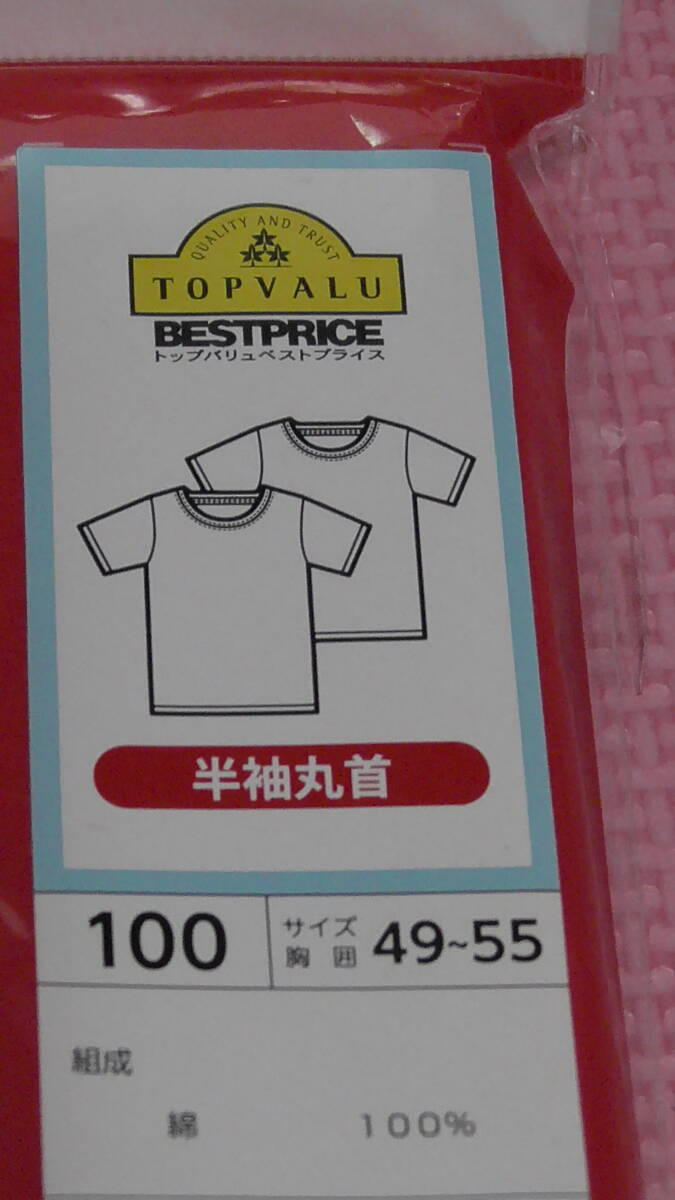 QUALITY AND TRUST
TOPVALU
BESTPRICE
トップバリュベストプライス
半袖丸首
100
サイズ
胸囲 49~55
組成
綿 100%